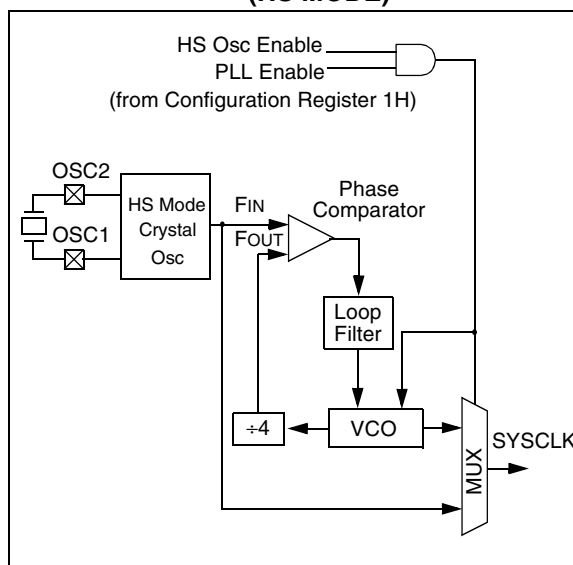 (HS MODE)
HS Osc Enable
PLL Enable
(from Configuration Register 1H)
OSC2
OSC1
HS Mode
Crystal
Osc
FIN
FOUT
Phase
Comparator
Loop
Filter
÷4
VCO
MUX
SYSCLK